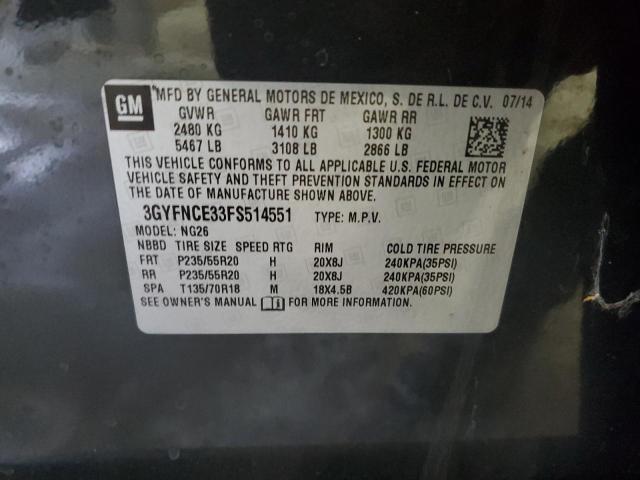 GM
MFD BY GENERAL MOTORS DE MEXICO, S. DE R.L. DE C.V. 07/14
GVWR GAWR FRT GAWR RR
2480 KG 1410 KG 1300 KG
5467 LB 3108 LB 2866 LB
THIS VEHICLE CONFORMS TO ALL APPLICABLE U.S. FEDERAL MOTOR
VEHICLE SAFETY AND THEFT PREVENTION STANDARDS IN EFFECT ON
THE DATE OF MANUFACTURE SHOWN ABOVE.
3GYFNCE33FS514551 TYPE: M.P.V.
MODEL: NG26
NBBD TIRE SIZE SPEED RTG RIM COLD TIRE PRESSURE
FRT P235/55R20 H 20X8J 240KPA(35PSI)
RR P235/55R20 H 20X8J 240KPA(35PSI)
SPA T135/70R18 M 18X4.5B 420KPA(60PSI)
SEE OWNER'S MANUAL FOR MORE INFORMATION.